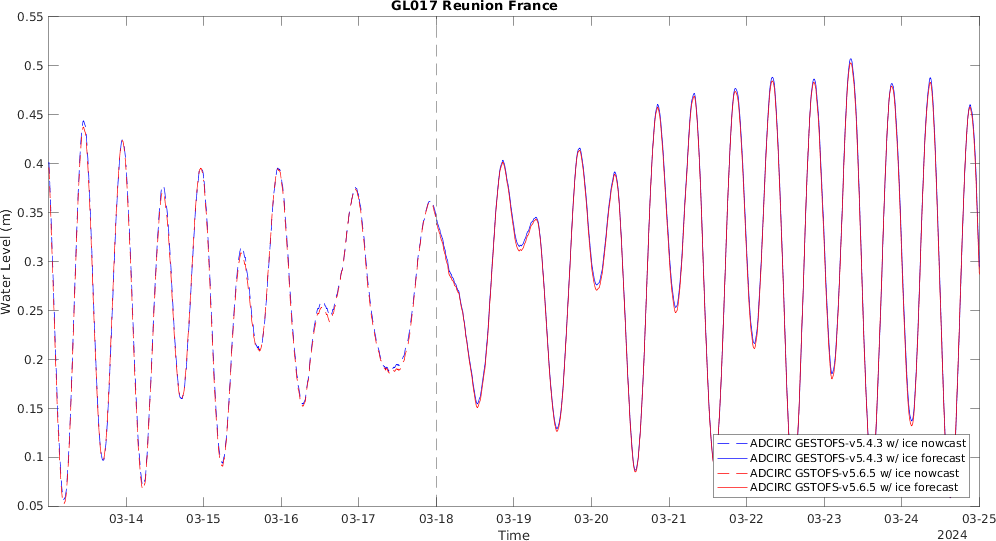 GL017 Reunion France
0.55
0.5
0.45
0.4
0.35
0.3
0.25
0.2
0.15
0.1
0.05
Water Level (m)
ADCIRC GESTOFS-v5.4.3 w/ ice nowcast
ADCIRC GESTOFS-v5.4.3 w/ ice forecast
ADCIRC GSTOFS-v5.6.5 w/ ice nowcast
ADCIRC GSTOFS-v5.6.5 w/ ice forecast
03-14 03-15 03-16 03-17 03-18 03-19 03-20 03-21 03-22 03-23 03-24 03-25
Time
2024